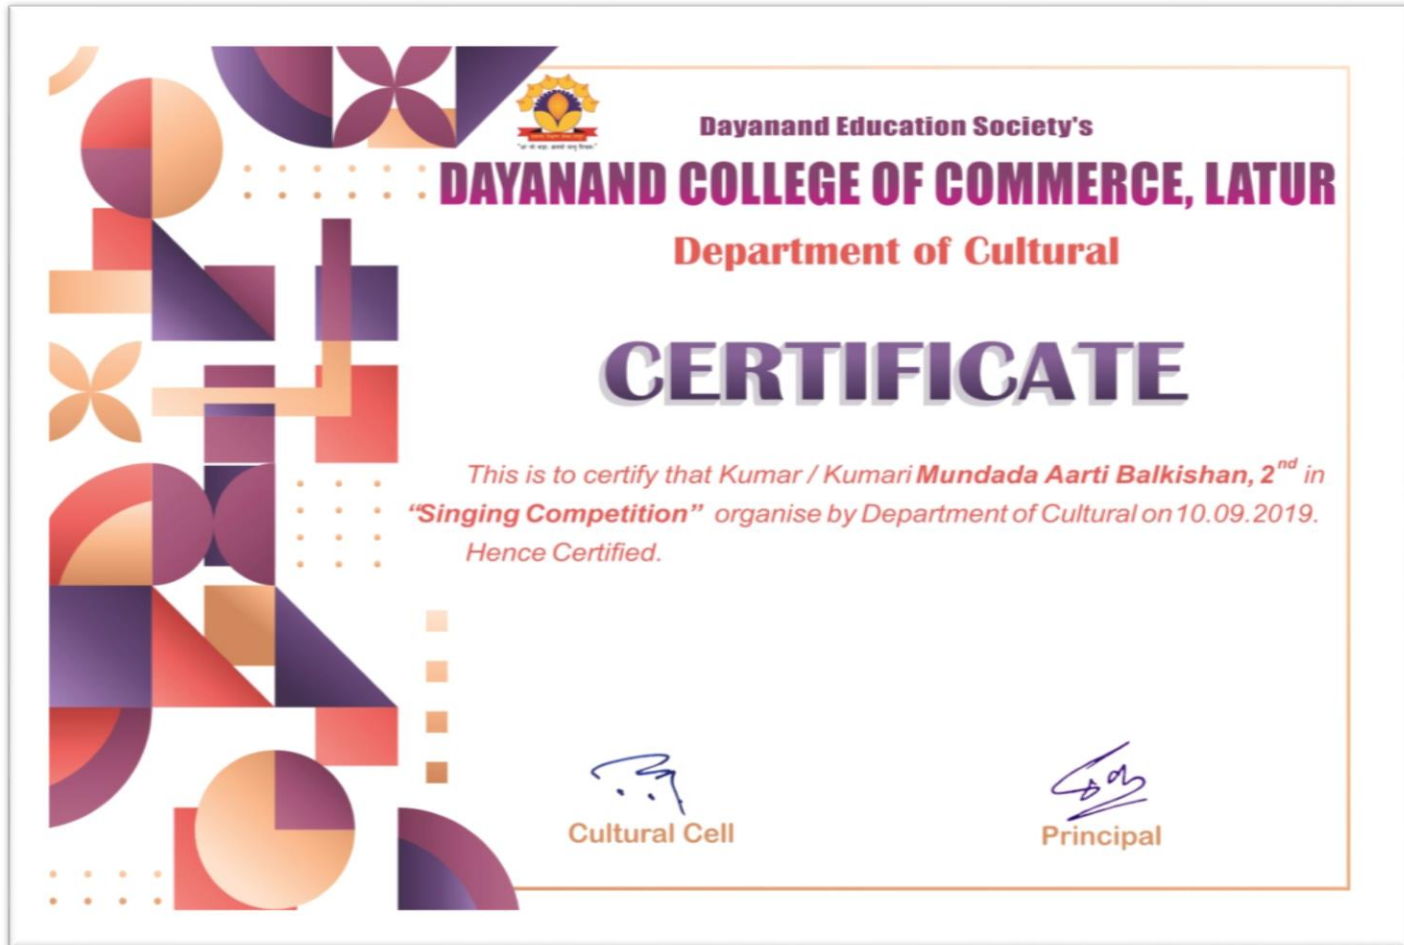 Dayanand Education Society's
DAYANAND COLLEGE OF COMMERCE, LATUR
Department of Cultural
CERTIFICATE
This is to certify that Kumar / Kumari Mundada Aarti Balkishan, 2nd in
“Singing Competition” organise by Department of Cultural on 10.09.2019.
Hence Certified.
Cultural Cell
Principal